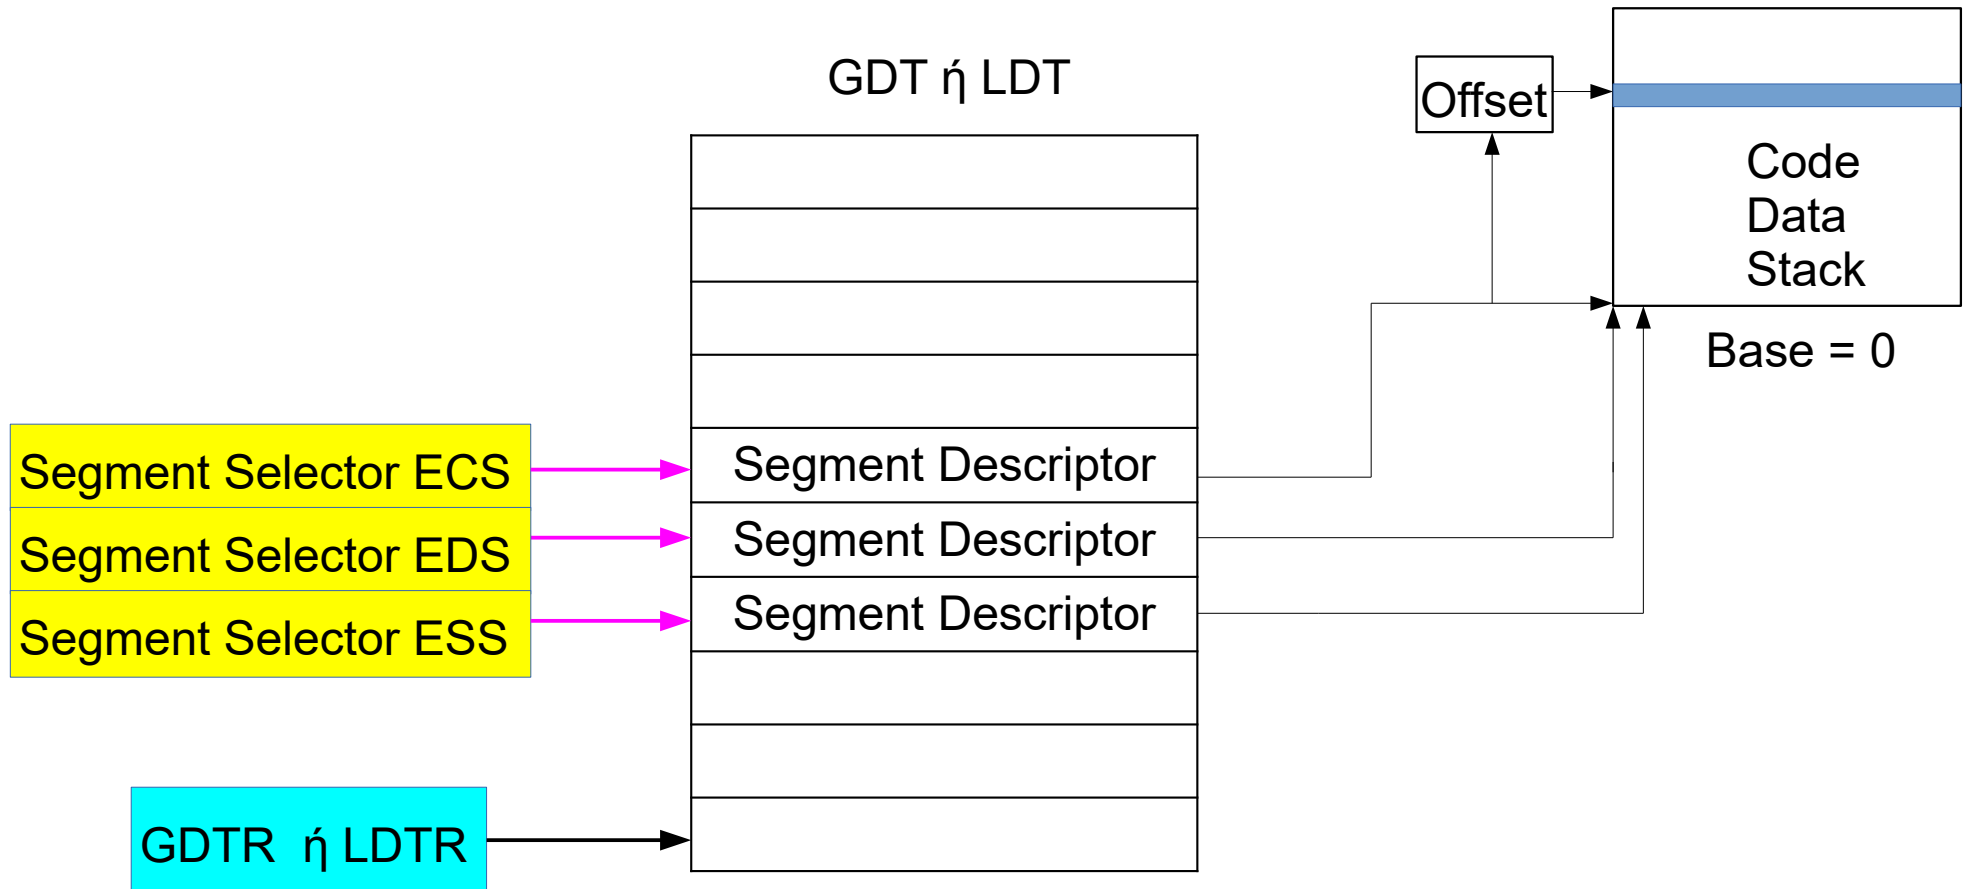 GDT ή LDT
Offset
Code
Data
Stack
Base = 0
Segment Selector ECS
Segment Selector EDS
Segment Selector ESS
Segment Descriptor
Segment Descriptor
Segment Descriptor
GDTR ή LDTR